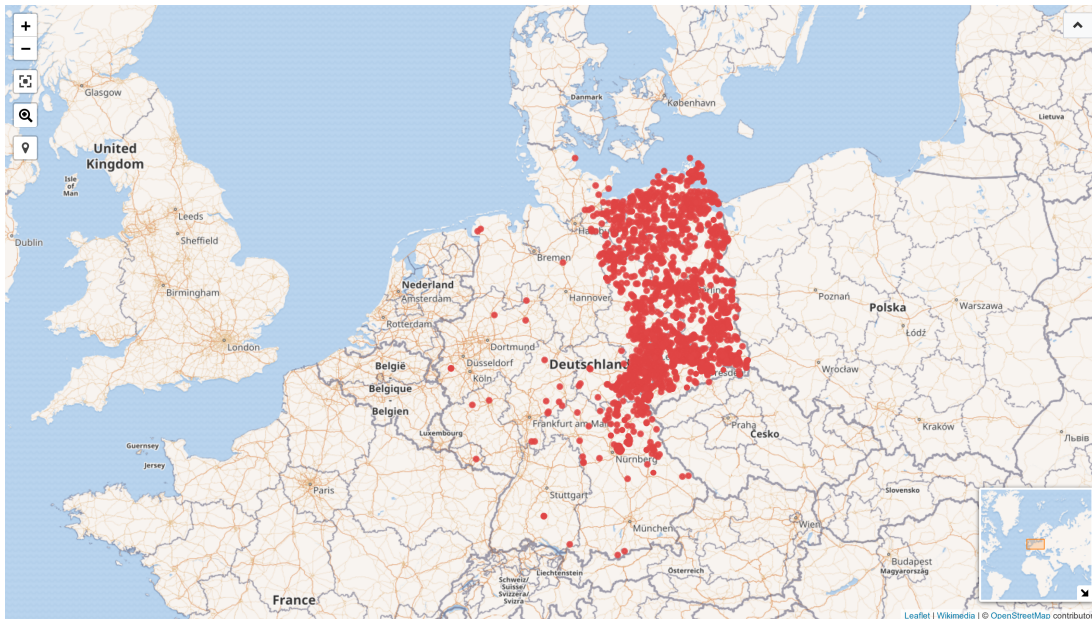 +
−
Glasgow
Danmark
København
Lietuva
United
Kingdom
Isle
of
Man
Leeds
Dublin
Sheffield
Bremen
Nederland
Hannover
Birmingham
Amsterdam
Poznań
Polska
Warszawa
Rotterdam
Łódź
London
Dortmund
België
-
Belgique
-
Belgien
Düsseldorf
Deutschland
Köln
Wrocław
Luxembourg
Frankfurt am Main
Praha
Kraków
Česko
Львів
Guernsey
Jersey
Nürnberg
Paris
Stuttgart
Slovensko
München
Wien
Budapest
Magyarország
Liechtenstein
Österreich
Schweiz/
Suisse/
Svizzera/
Svizra
France
Leaflet | Wikimedia | © OpenStreetMap contributor